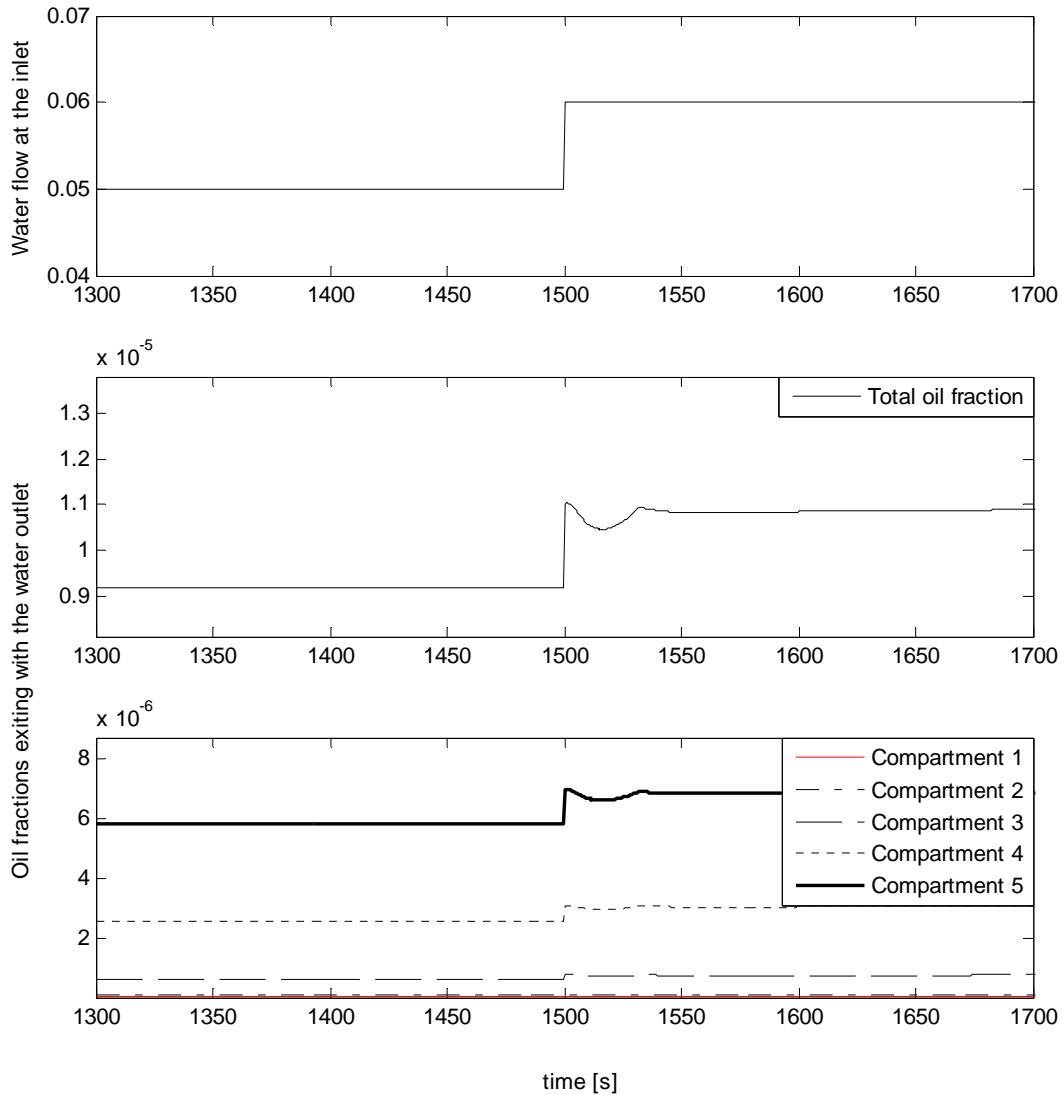 0.07
0.06
0.05
0.04
Water flow at the inlet
1300 1350 1400 1450 1500 1550 1600 1650 1700
x 10^-5
Total oil fraction
1.3
1.2
1.1
1
0.9
1300 1350 1400 1450 1500 1550 1600 1650 1700
Oil fractions exiting with the water outlet
x 10^-6
8
6
4
2
Compartment 1
Compartment 2
Compartment 3
Compartment 4
Compartment 5
1300 1350 1400 1450 1500 1550 1600 1650 1700
time [s]